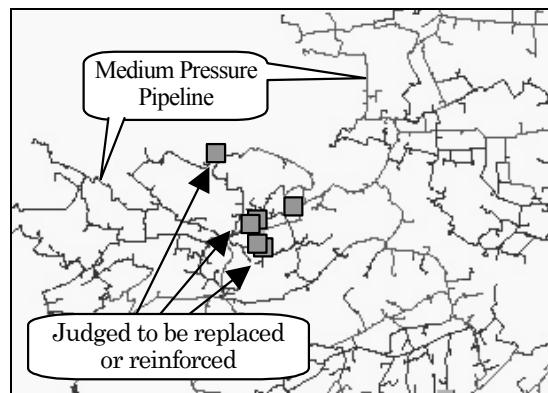 Medium Pressure
Pipeline
Judged to be replaced
or reinforced